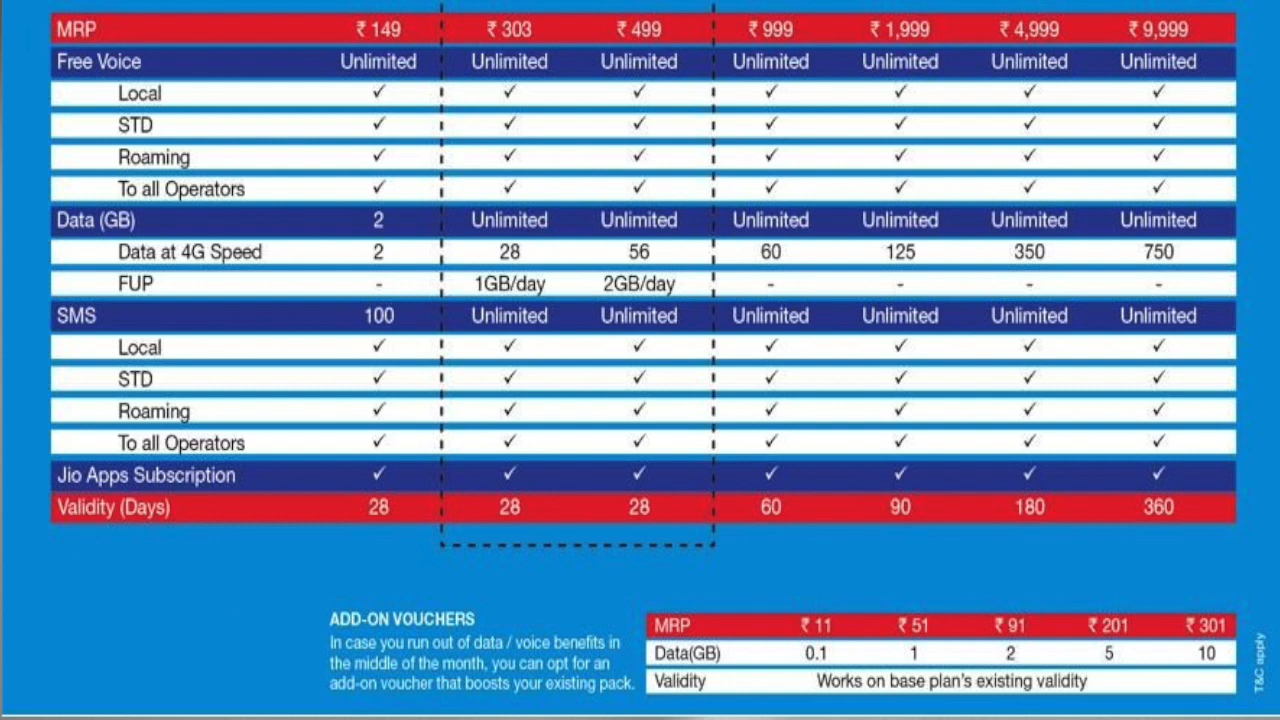 MRP ₹ 149 ₹ 303 ₹ 499 ₹ 999 ₹ 1,999 ₹ 4,999 ₹ 9,999
Free Voice Unlimited Unlimited Unlimited Unlimited Unlimited Unlimited Unlimited
Local ✓ ✓ ✓ ✓ ✓ ✓ ✓
STD ✓ ✓ ✓ ✓ ✓ ✓ ✓
Roaming ✓ ✓ ✓ ✓ ✓ ✓ ✓
To all Operators ✓ ✓ ✓ ✓ ✓ ✓ ✓
Data (GB) 2 Unlimited Unlimited Unlimited Unlimited Unlimited Unlimited
Data at 4G Speed 2 28 56 60 125 350 750
FUP - 1GB/day 2GB/day - - - -
SMS 100 Unlimited Unlimited Unlimited Unlimited Unlimited Unlimited
Local ✓ ✓ ✓ ✓ ✓ ✓ ✓
STD ✓ ✓ ✓ ✓ ✓ ✓ ✓
Roaming ✓ ✓ ✓ ✓ ✓ ✓ ✓
To all Operators ✓ ✓ ✓ ✓ ✓ ✓ ✓
Jio Apps Subscription ✓ ✓ ✓ ✓ ✓ ✓ ✓
Validity (Days) 28 28 28 60 90 180 360
ADD-ON VOUCHERS
In case you run out of data / voice benefits in
the middle of the month, you can opt for an
add-on voucher that boosts your existing pack.
MRP ₹ 11 ₹ 51 ₹ 91 ₹ 201 ₹ 301
Data(GB) 0.1 1 2 5 10
Validity Works on base plan's existing validity
T&C apply